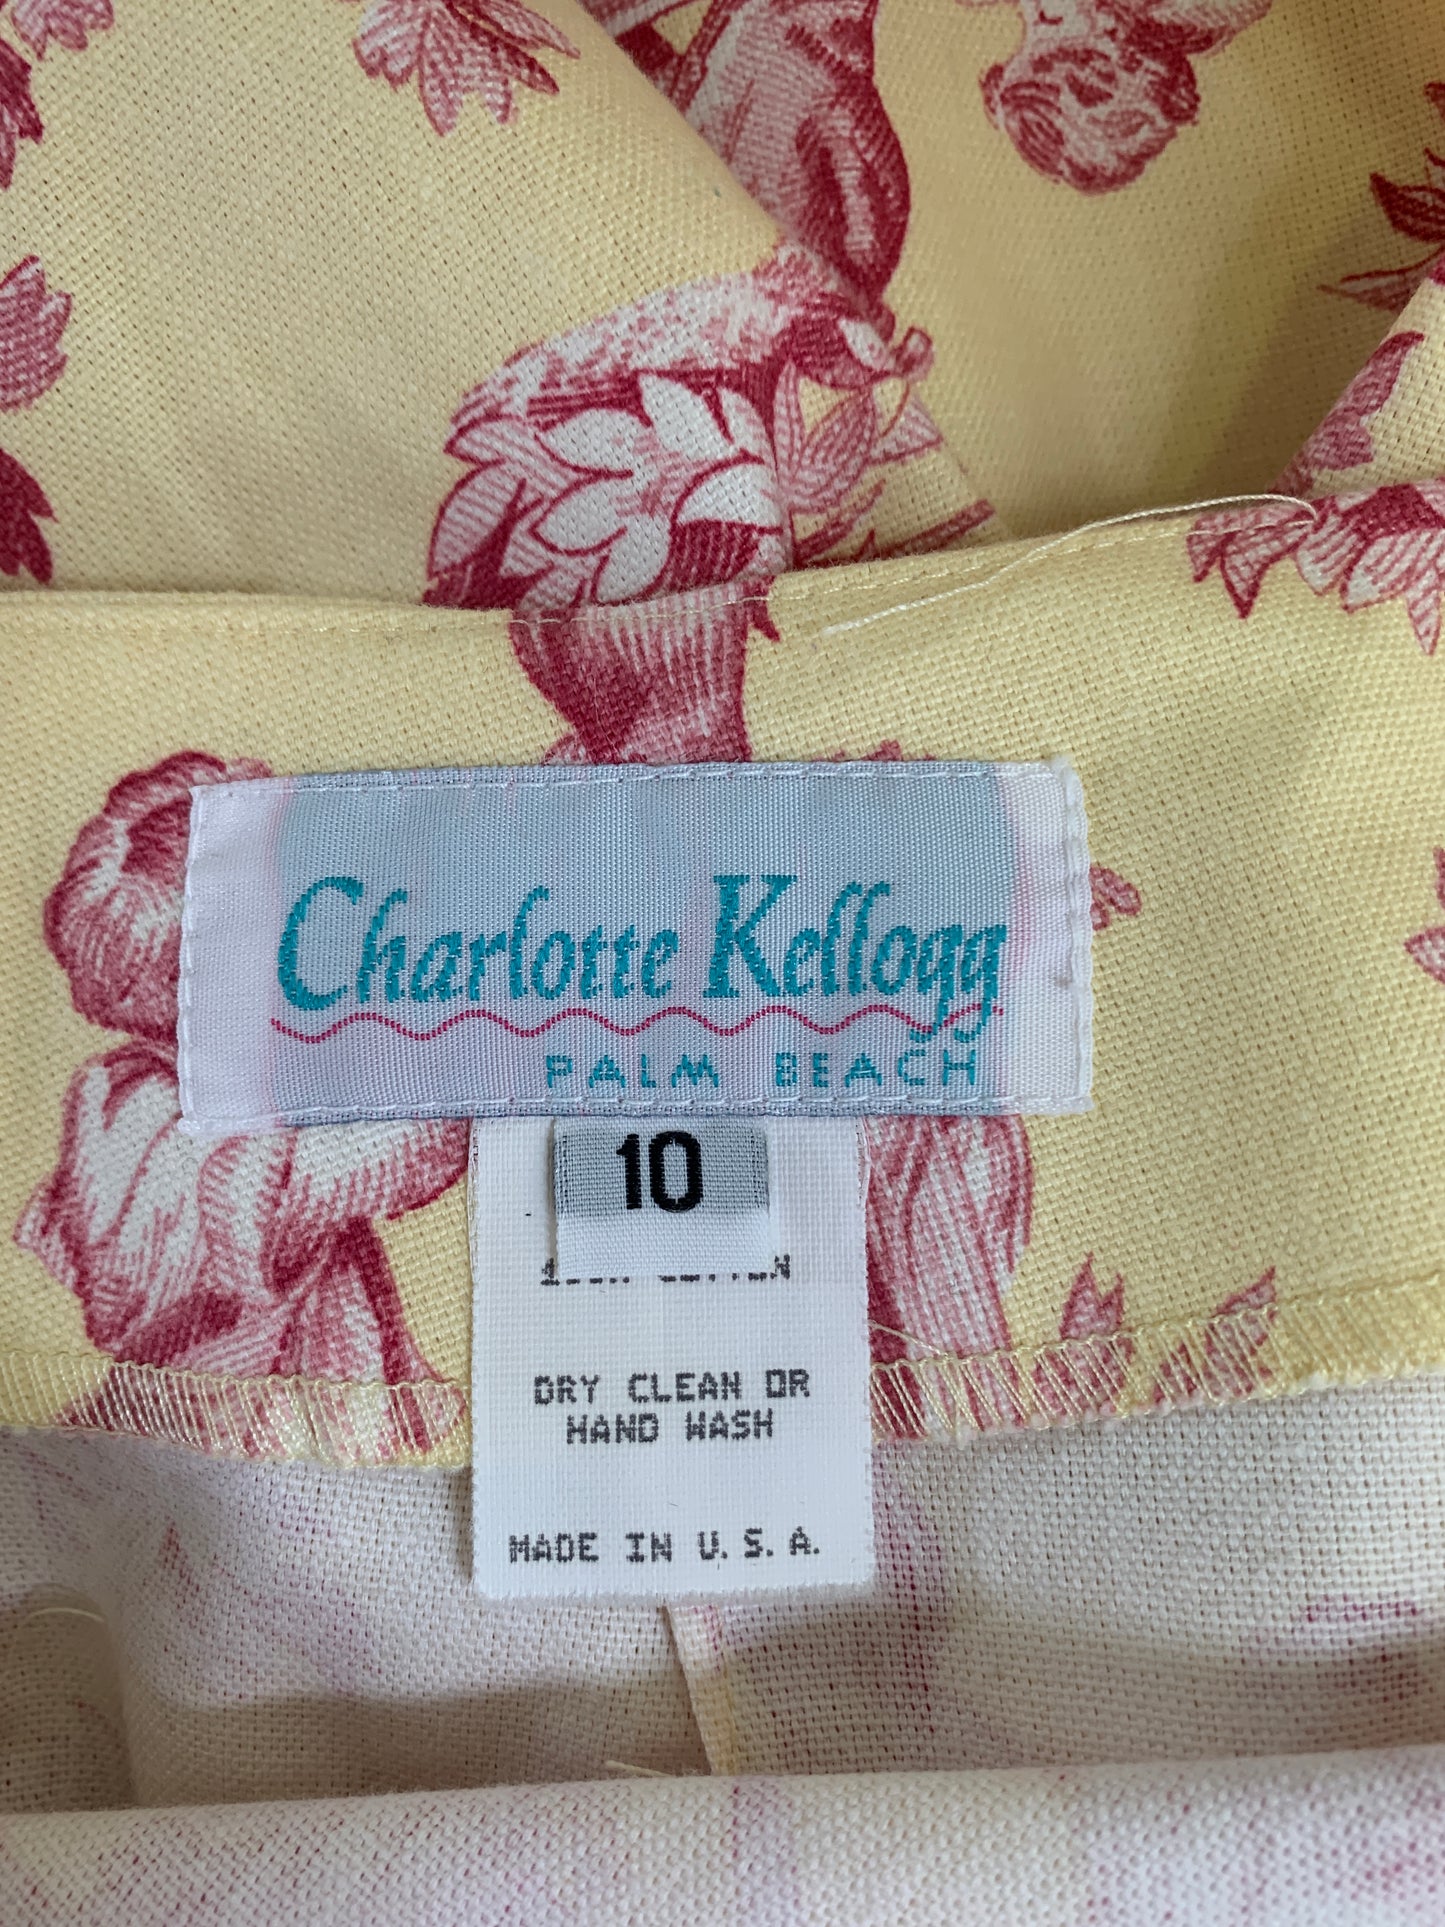 Charlotte Kellogg
PALM BEACH
10
DRY CLEAN OR
HAND WASH
MADE IN U.S.A.